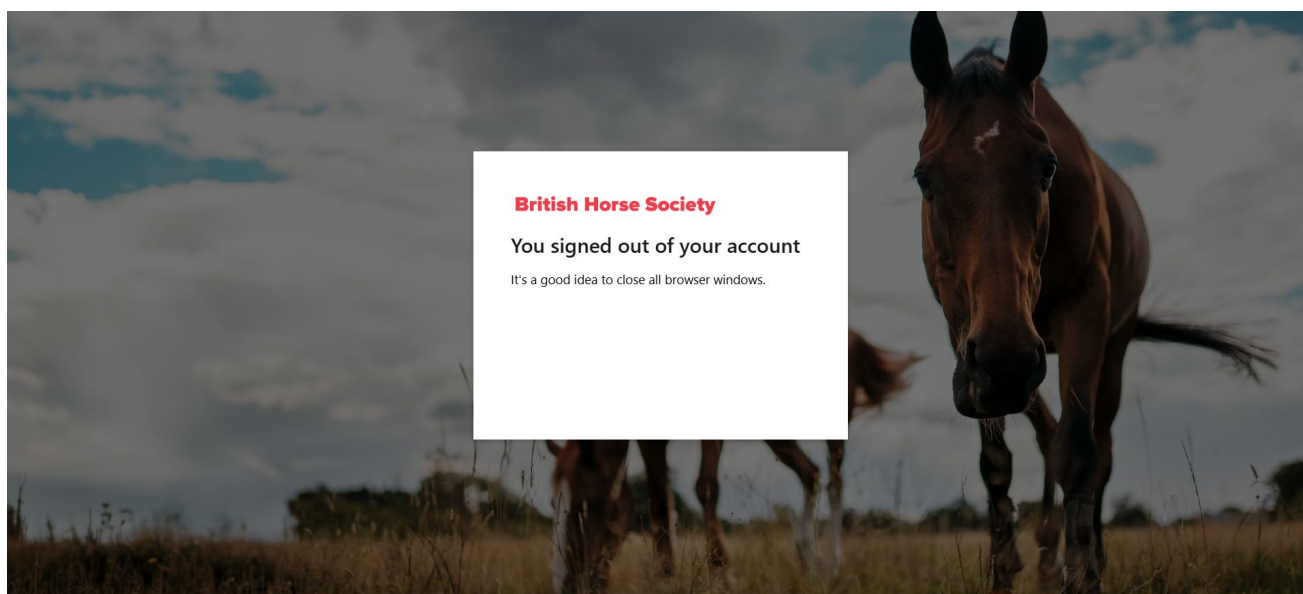 British Horse Society
You signed out of your account
It's a good idea to close all browser windows.